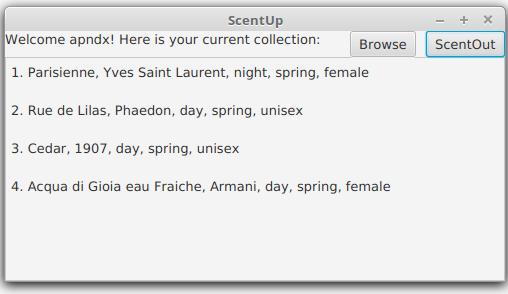 ScentUp
Welcome apndx! Here is your current collection:
Browse
ScentOut
1. Parisienne, Yves Saint Laurent, night, spring, female
2. Rue de Lilas, Phaedon, day, spring, unisex
3. Cedar, 1907, day, spring, unisex
4. Acqua di Gioia eau Fraiche, Armani, day, spring, female